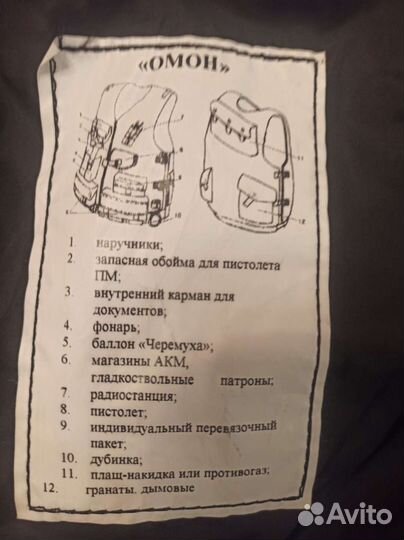 «ОМОН»
1 наручники;
2. запасная обойма для пистолета
ПМ;
3. внутренний карман для
документов;
4. фонарь;
5 баллон «Черемуха»;
6. магазины АКМ,
гладкоствольные патроны;
7. радиостанция;
8. пистолет;
9. индивидуальный перевязочный
пакет;
10. дубинка;
11. плащ-накидка или противогаз;
12. гранаты. дымовые
Avito